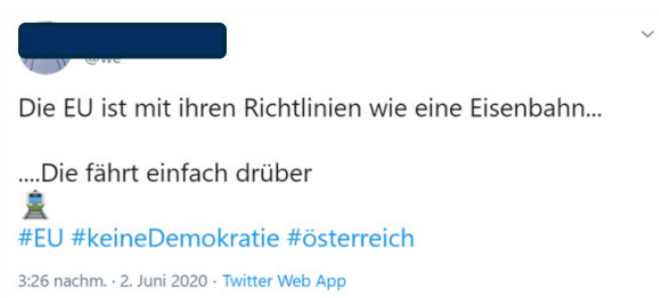 Die EU ist mit ihren Richtlinien wie eine Eisenbahn...
....Die fährt einfach drüber
🚊
#EU #keineDemokratie #österreich
3:26 nachm. · 2. Juni 2020 · Twitter Web App